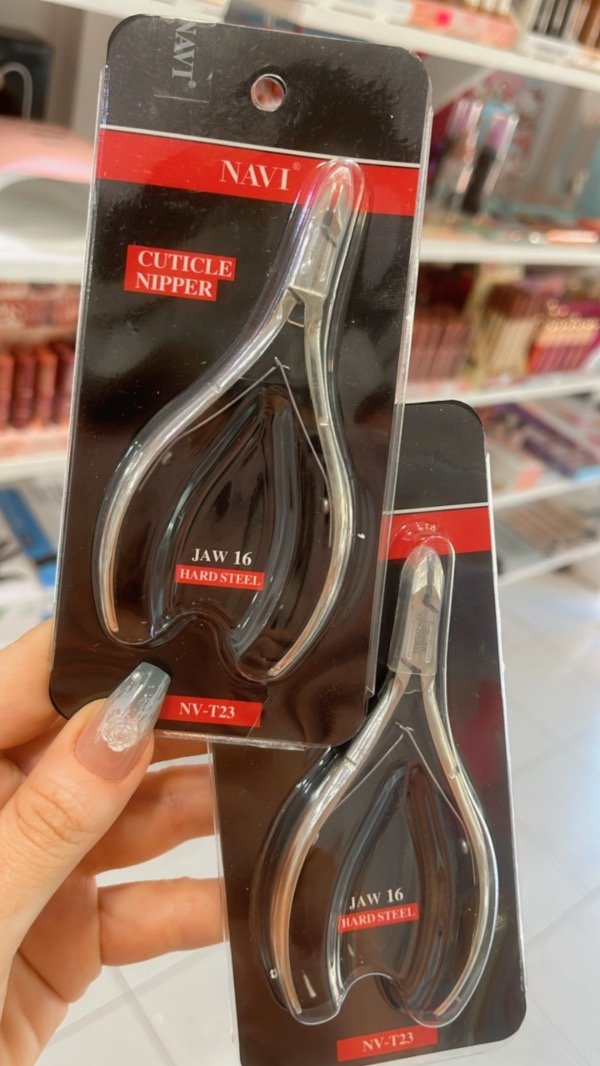 NAVI®
NAVI®
CUTICLE
NIPPER
JAW 16
HARD STEEL
NV-T23
JAW 16
HARD STEEL
NV-T23